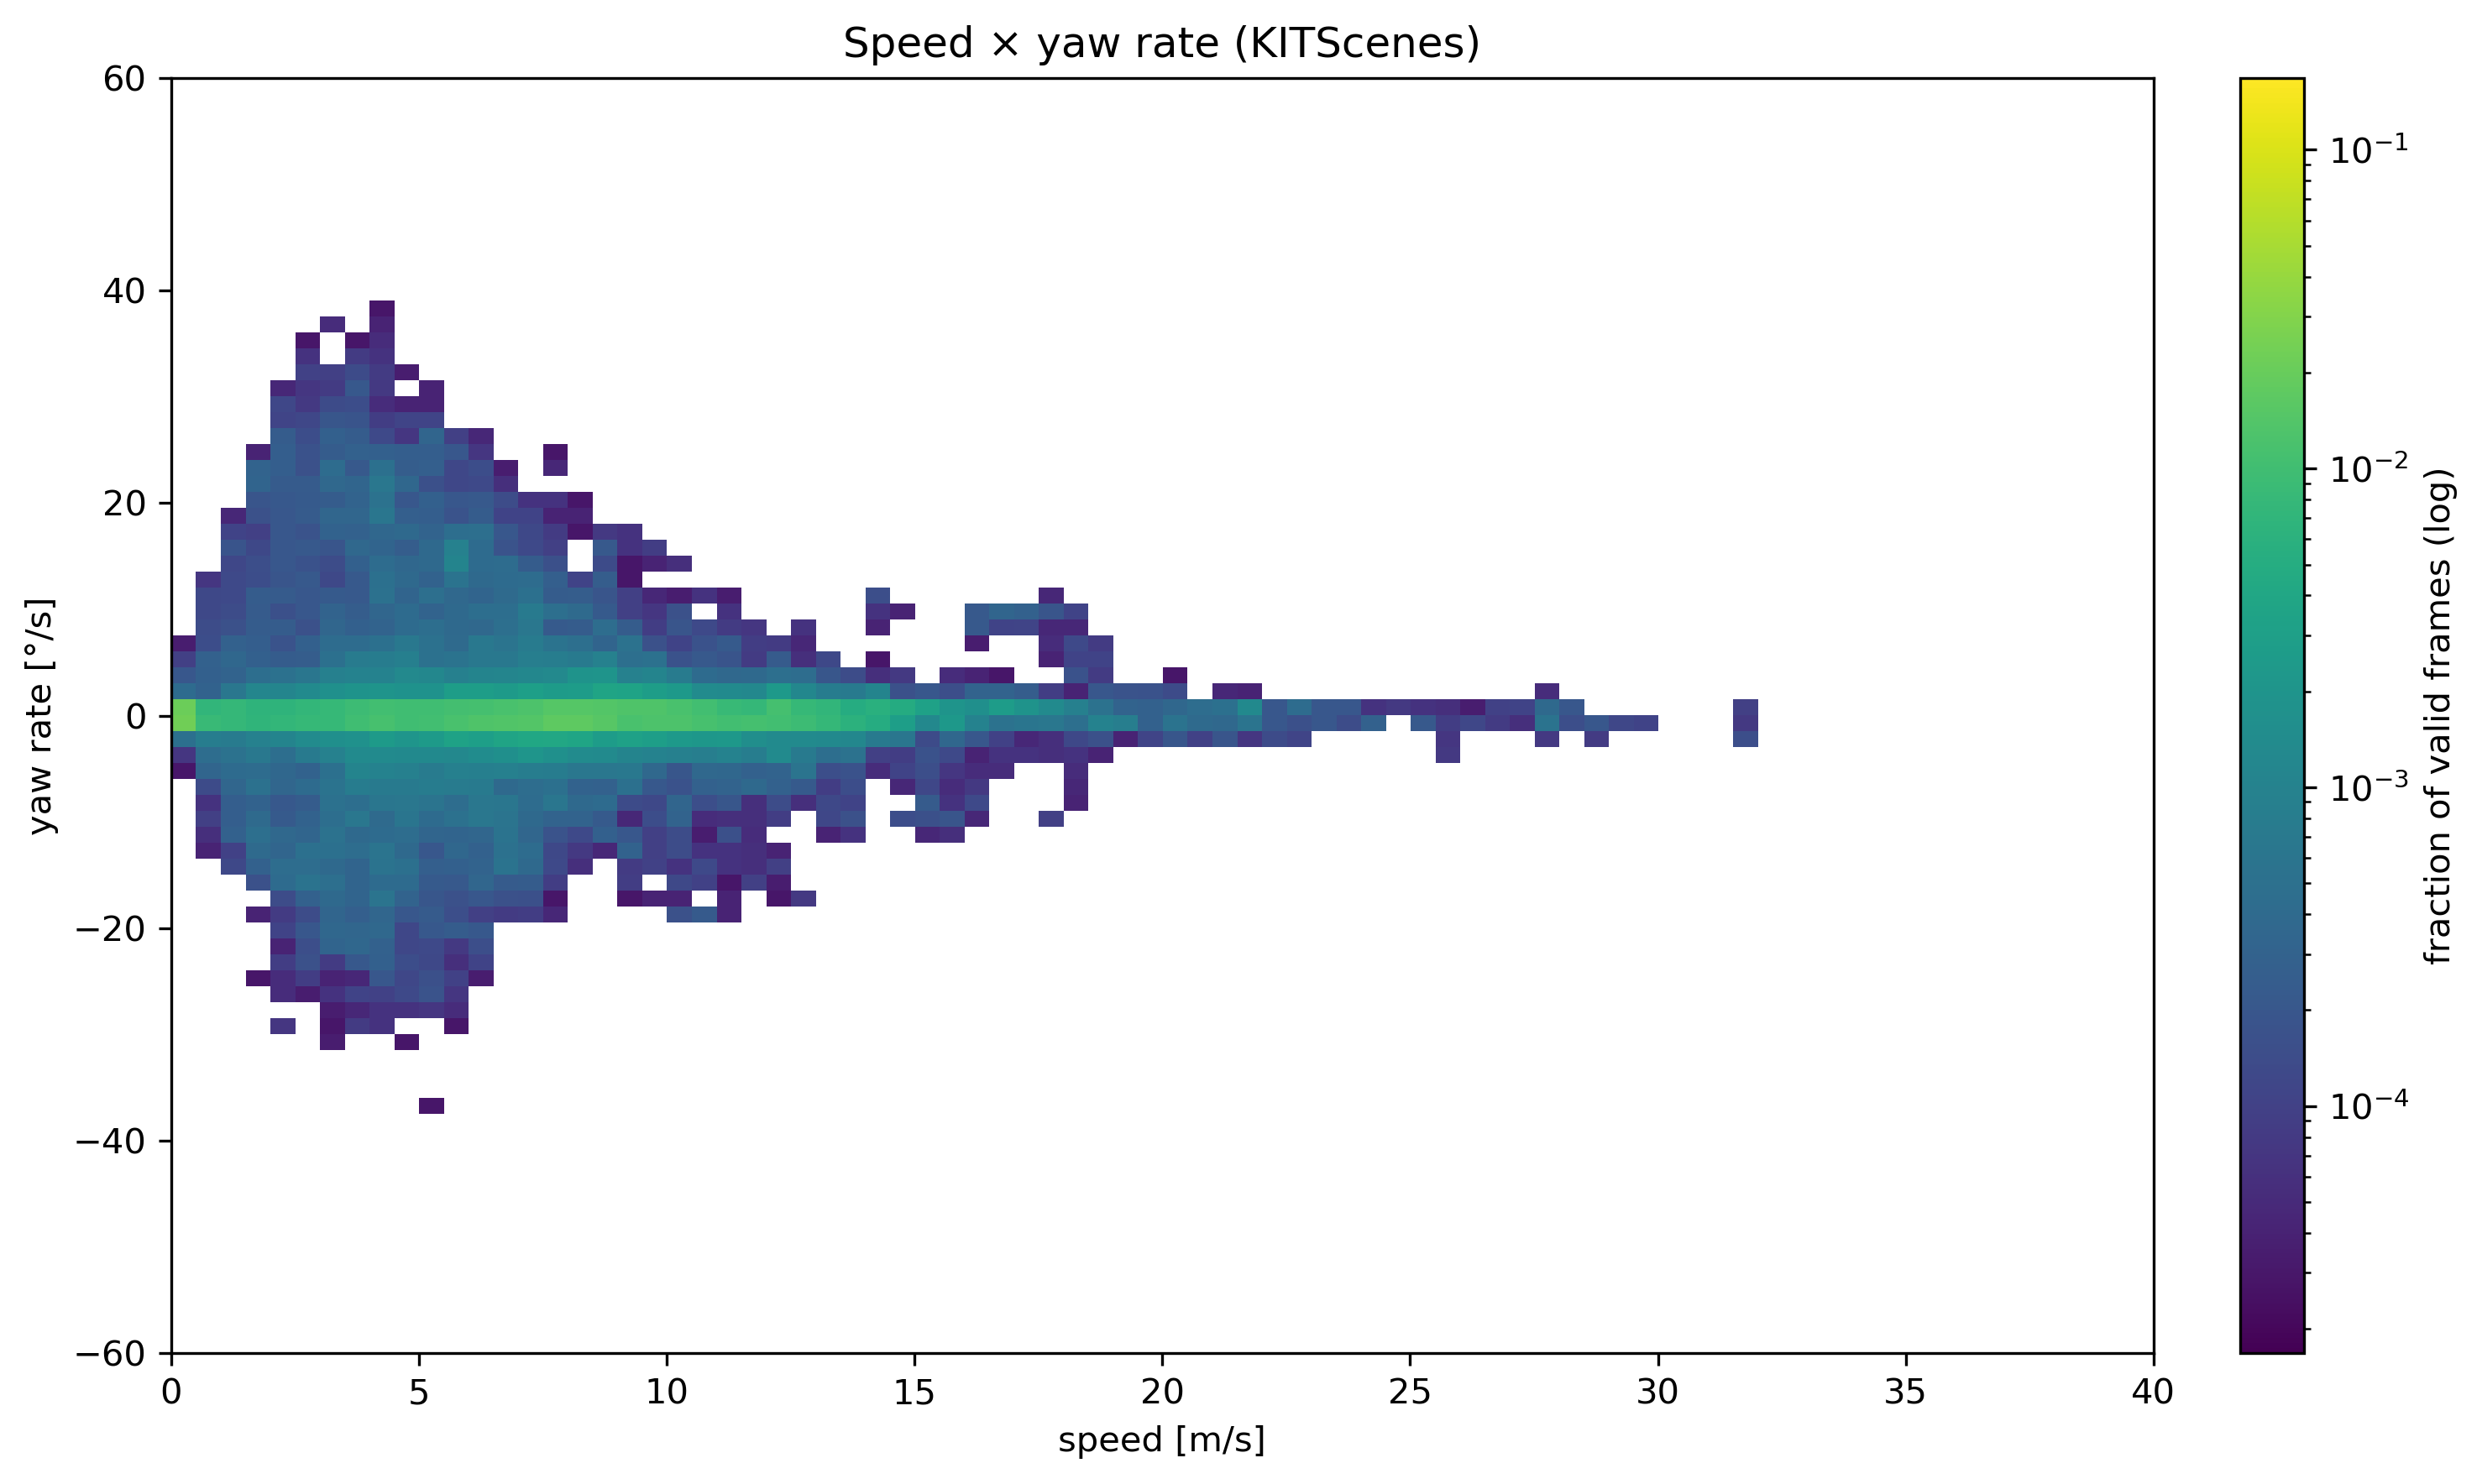 Speed × yaw rate (KITScenes)
60
40
20
0
−20
−40
−60
yaw rate [°/s]
0 5 10 15 20 25 30 35 40
speed [m/s]
10⁻¹
10⁻²
10⁻³
10⁻⁴
fraction of valid frames (log)